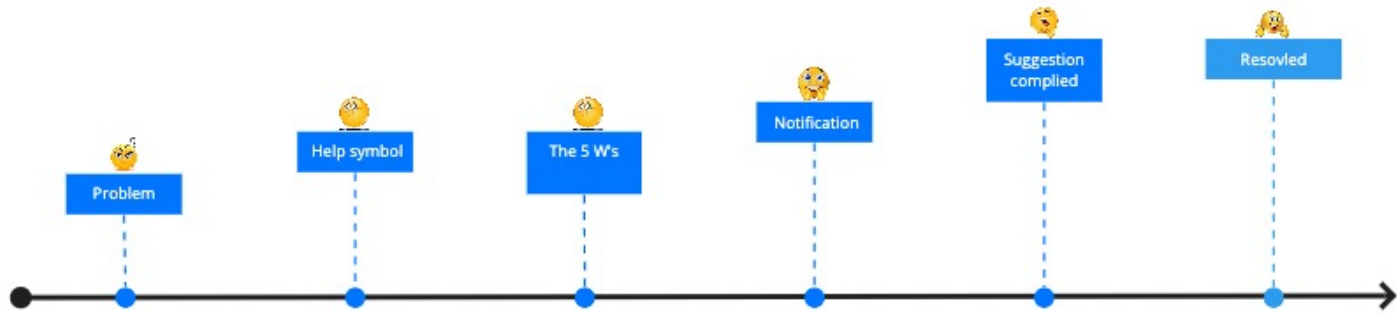 Problem
Help symbol
The 5 W's
Notification
Suggestion
complied
Resovled